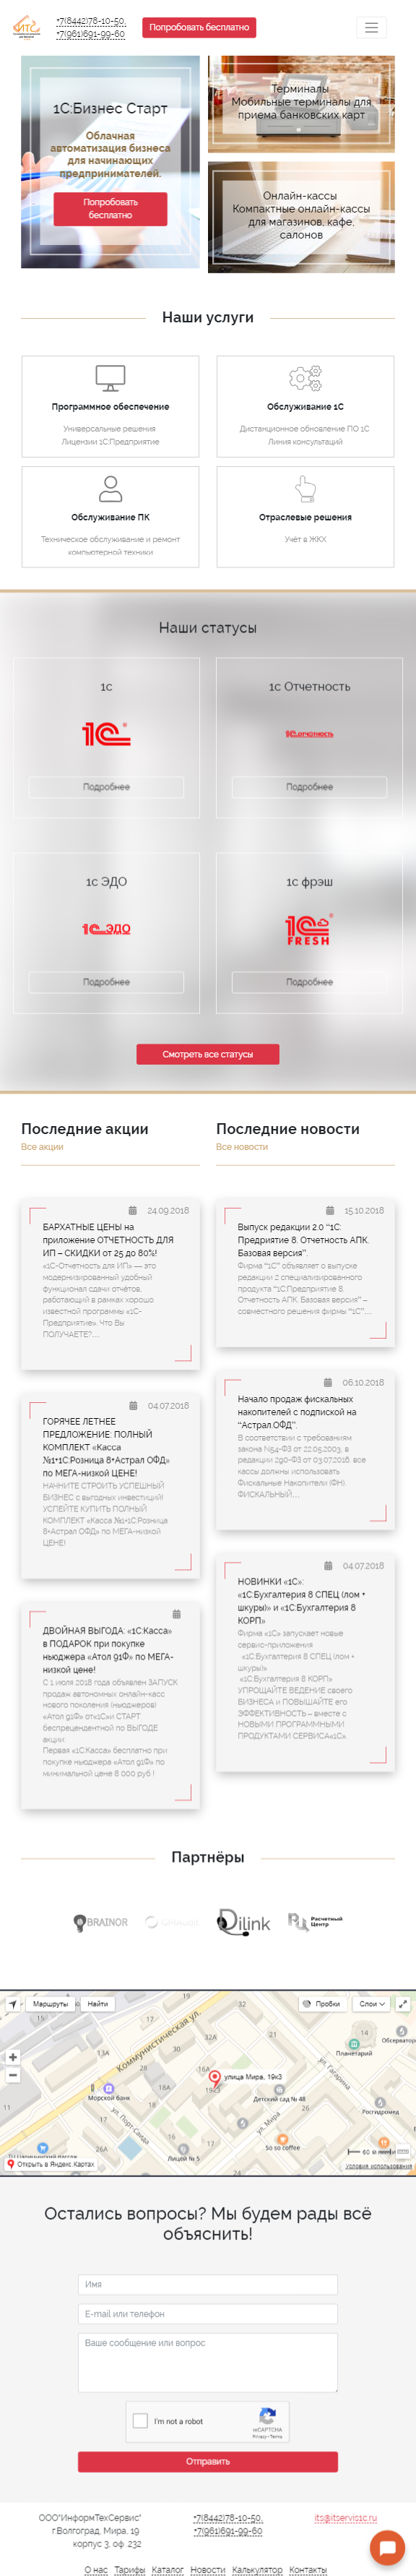 ИТС
+7(8442)78-10-50,
+7(961)691-99-60
Попробовать бесплатно
1С:Бизнес Старт
Облачная
автоматизация бизнеса
для начинающих
предпринимателей.
Попробовать
бесплатно
Терминалы
Мобильные терминалы для
приема банковских карт
Онлайн-кассы
Компактные онлайн-кассы
для магазинов, кафе,
салонов
Наши услуги
Программное обеспечение
Универсальные решения
Лицензии 1С:Предприятие
Обслуживание 1С
Дистанционное обновление ПО 1С
Линия консультаций
Обслуживание ПК
Техническое обслуживание и ремонт
компьютерной техники
Отраслевые решения
Учёт в ЖКХ
Наши статусы
1с
1С
Подробнее
1с Отчетность
1С-отчетность
Подробнее
1с ЭДО
1С ЭДО
Подробнее
1с фрэш
1С FRESH
Подробнее
Смотреть все статусы
Последние акции
Все акции
24.09.2018
БАРХАТНЫЕ ЦЕНЫ на
приложение ОТЧЕТНОСТЬ ДЛЯ
ИП – СКИДКИ от 25 до 80%!
«1С-Отчетность для ИП» — это
модернизированный удобный
функционал сдачи отчётов,
работающий в рамках хорошо
известной программы «1С-
Предприятие». Что Вы
ПОЛУЧАЕТЕ?....
04.07.2018
ГОРЯЧЕЕ ЛЕТНЕЕ
ПРЕДЛОЖЕНИЕ: ПОЛНЫЙ
КОМПЛЕКТ «Касса
№1+1С:Розница 8+Астрал ОФД»
по МЕГА-низкой ЦЕНЕ!
НАЧНИТЕ СТРОИТЬ УСПЕШНЫЙ
БИЗНЕС с выгодных инвестиций!
УСПЕЙТЕ КУПИТЬ ПОЛНЫЙ
КОМПЛЕКТ «Касса №1+1С:Розница
8+Астрал ОФД» по МЕГА-низкой
ЦЕНЕ!
ДВОЙНАЯ ВЫГОДА: «1С:Касса»
в ПОДАРОК при покупке
ньюджера «Атол 91Ф» по МЕГА-
низкой цене!
С 1 июля 2018 года объявлен ЗАПУСК
продаж автономных онлайн-касс
нового поколения (ньюджеров)
«Атол 91Ф» от«1С»и СТАРТ
беспрецендентной по ВЫГОДЕ
акции:
Первая «1С:Касса» бесплатно при
покупке ньюджера «Атол 91Ф» по
минимальной цене 8 000 руб !
Последние новости
Все новости
15.10.2018
Выпуск редакции 2.0 "1С:
Предриятие 8. Отчетность АПК.
Базовая версия".
Фирма "1С" объявляет о выпуске
редакции 2 специализированного
продукта "1С:Предприятие 8.
Отчетность АПК. Базовая версия" –
совместного решения фирмы "1С"....
06.10.2018
Начало продаж фискальных
накопителей с подпиской на
"Астрал.ОФД".
В соответствии с требованиям
закона №54-ФЗ от 22.05.2003, в
редакции 290-ФЗ от 03.07.2016, все
кассы должны использовать
Фискальные Накопители (ФН).
ФИСКАЛЬНЫЙ....
04.07.2018
НОВИНКИ «1С»:
«1С:Бухгалтерия 8 СПЕЦ (лом +
шкуры)» и «1С:Бухгалтерия 8
КОРП»
Фирма «1С» запускает новые
сервис-приложения
«1С:Бухгалтерия 8 СПЕЦ (лом +
шкуры)»
«1С:Бухгалтерия 8 КОРП»
УПРОЩАЙТЕ ВЕДЕНИЕ своего
БИЗНЕСА и ПОВЫШАЙТЕ его
ЭФФЕКТИВНОСТЬ – вместе с
НОВЫМИ ПРОГРАММНЫМИ
ПРОДУКТАМИ СЕРВИСА«1С».
Партнёры
BRAINOR
Dilink
Расчетный
Центр
Маршруты
Найти
Пробки
Слои
Коммунистическая ул.
Морской банк
улица Мира, 19к3
Планетарий
Обсерватор
ул. Гагарина
Детский сад № 48
Росгидромед
ул. Порт-Саида
ул. Мира
So so coffee
Лицей № 5
Открыть в Яндекс.Картах
Условия использования
Остались вопросы? Мы будем рады всё
объяснить!
Имя
E-mail или телефон
Ваше сообщение или вопрос
I'm not a robot
reCAPTCHA
Privacy - Terms
Отправить
ООО"ИнформТехСервис"
г.Волгоград, Мира, 19
корпус 3, оф. 232
+7(8442)78-10-50,
+7(961)691-99-60
its@itservis1c.ru
О нас Тарифы Каталог Новости Калькулятор Контакты